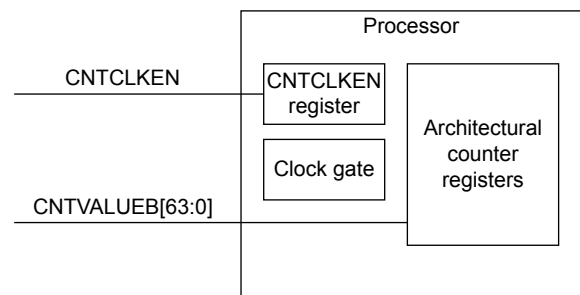 Processor
CNTCLKEN
CNTCLKEN
register
Architectural
counter
registers
Clock gate
CNTVALUEB[63:0]